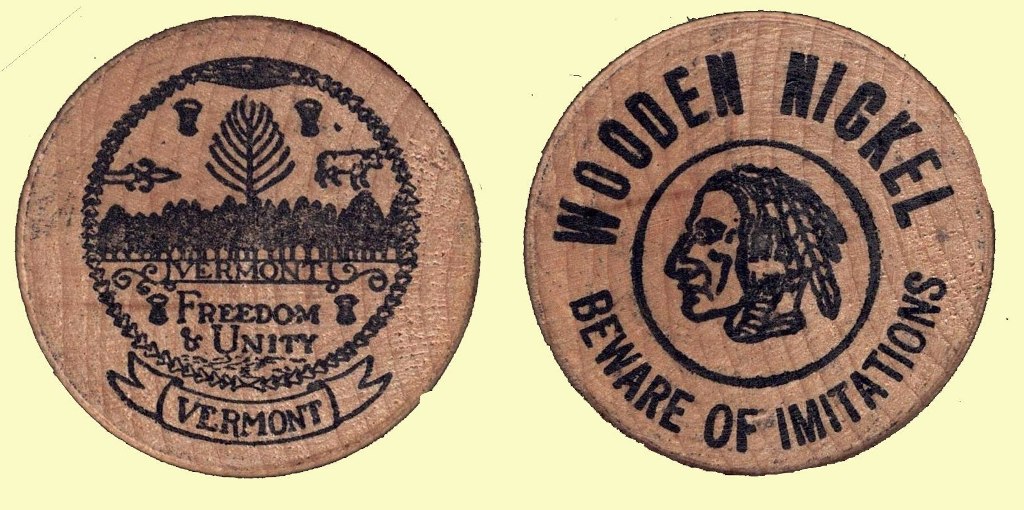 VERMONT
FREEDOM
& UNITY
VERMONT
WOODEN NICKEL
BEWARE OF IMITATIONS